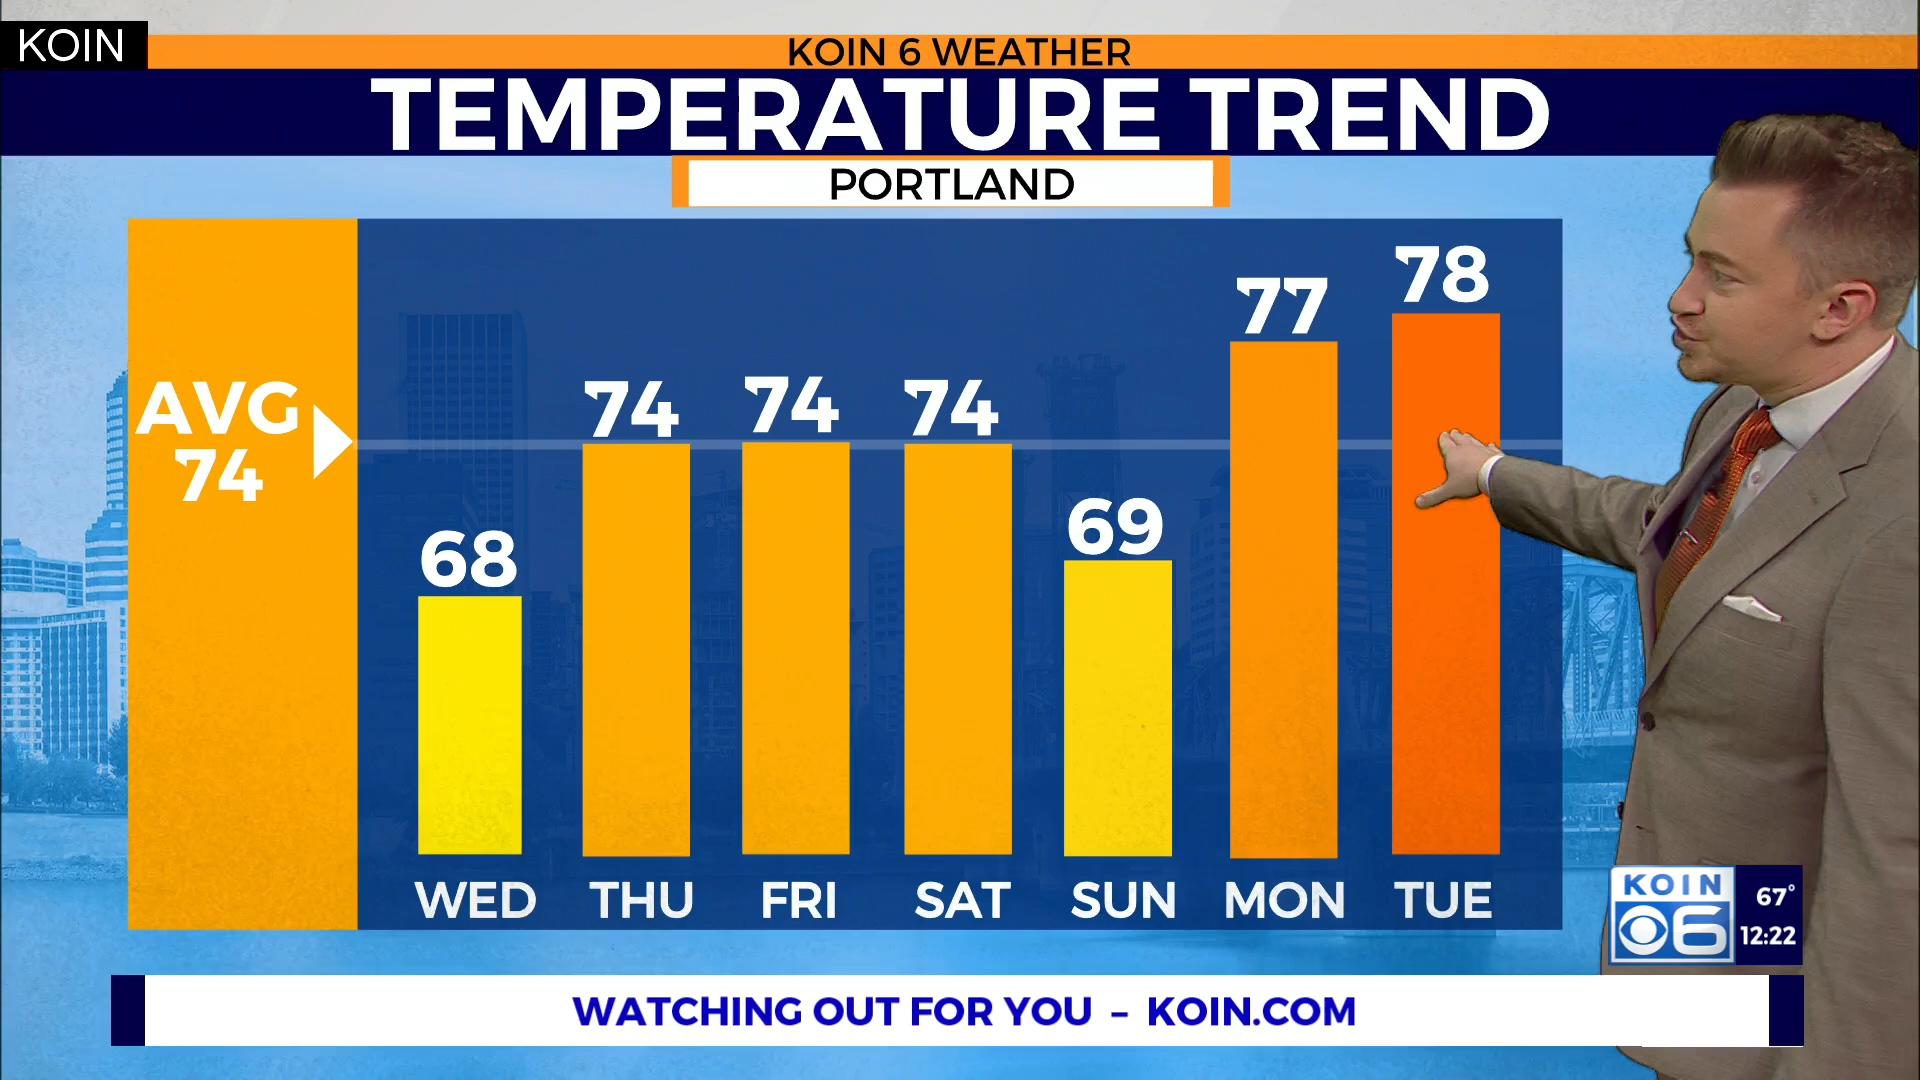 KOIN
KOIN 6 WEATHER
TEMPERATURE TREND
PORTLAND
AVG
74
68
74
74
74
69
77
78
WED THU FRI SAT SUN MON TUE
KOIN
6
67°
12:22
WATCHING OUT FOR YOU – KOIN.COM